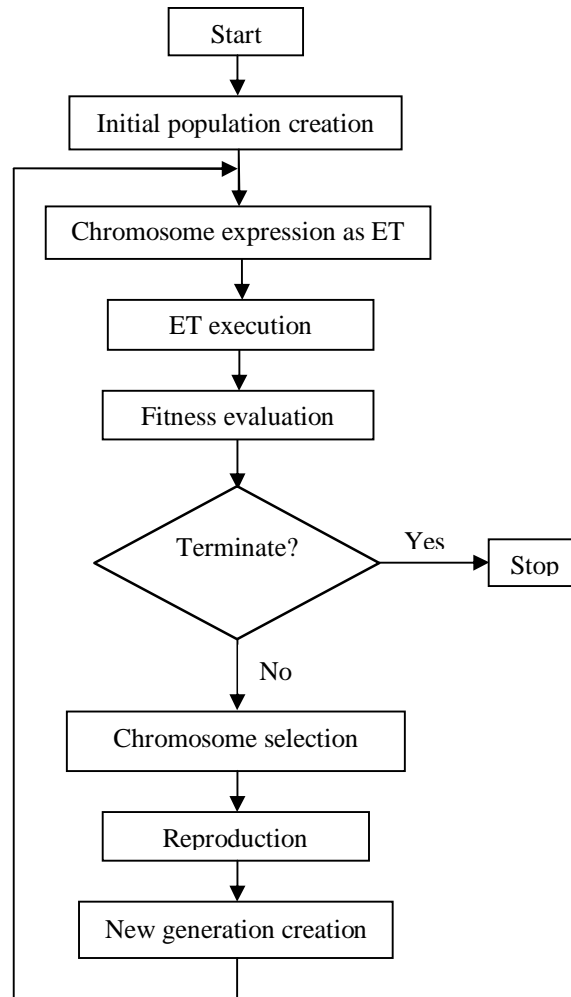 Start
Initial population creation
Chromosome expression as ET
ET execution
Fitness evaluation
Terminate?
Yes
Stop
No
Chromosome selection
Reproduction
New generation creation